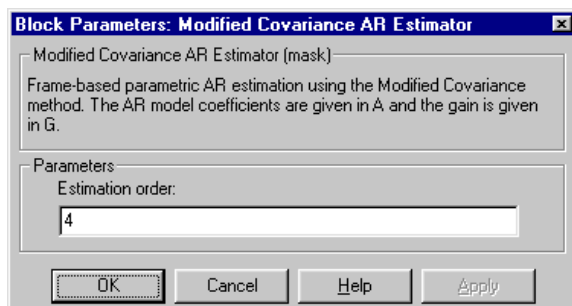 Block Parameters: Modified Covariance AR Estimator
Modified Covariance AR Estimator (mask)
Frame-based parametric AR estimation using the Modified Covariance
method. The AR model coefficients are given in A and the gain is given
in G.
Parameters
Estimation order:
4
OK Cancel Help Apply